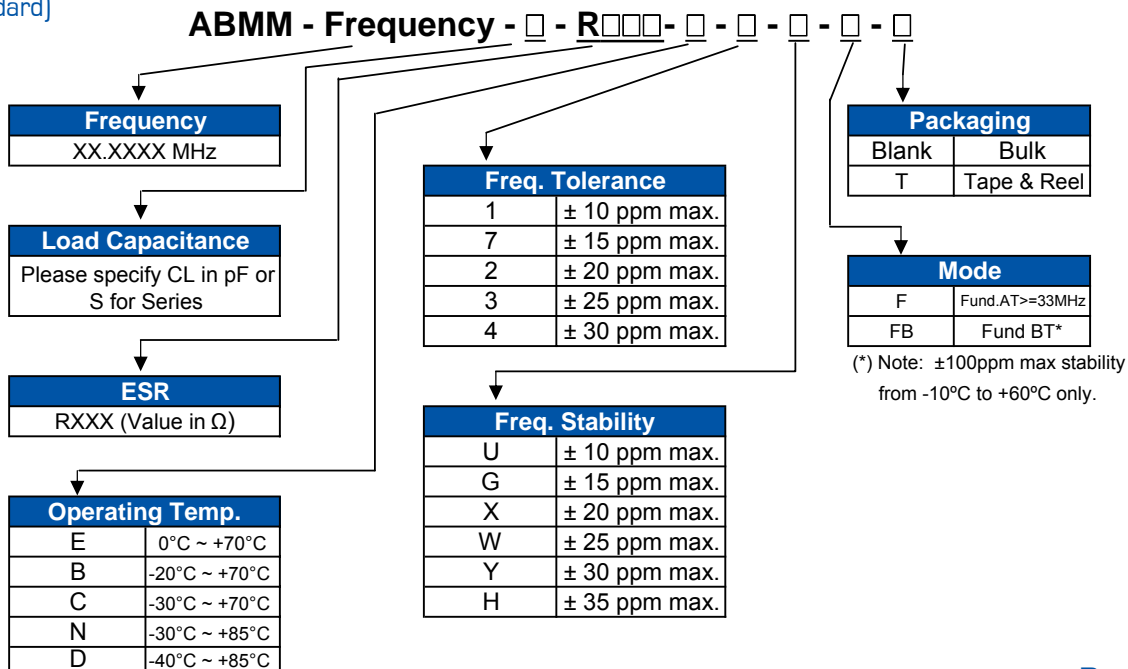 dard)
ABMM - Frequency - □ - R□□□- □ - □ - □ - □ - □
Frequency
XX.XXXX MHz
Load Capacitance
Please specify CL in pF or
S for Series
ESR
RXXX (Value in Ω)
Operating Temp.
E 0°C ~ +70°C
B -20°C ~ +70°C
C -30°C ~ +70°C
N -30°C ~ +85°C
D -40°C ~ +85°C
Freq. Tolerance
1 ± 10 ppm max.
7 ± 15 ppm max.
2 ± 20 ppm max.
3 ± 25 ppm max.
4 ± 30 ppm max.
Freq. Stability
U ± 10 ppm max.
G ± 15 ppm max.
X ± 20 ppm max.
W ± 25 ppm max.
Y ± 30 ppm max.
H ± 35 ppm max.
Packaging
Blank Bulk
T Tape & Reel
Mode
F Fund.AT>=33MHz
FB Fund BT*
(*) Note: ±100ppm max stability
from -10ºC to +60ºC only.